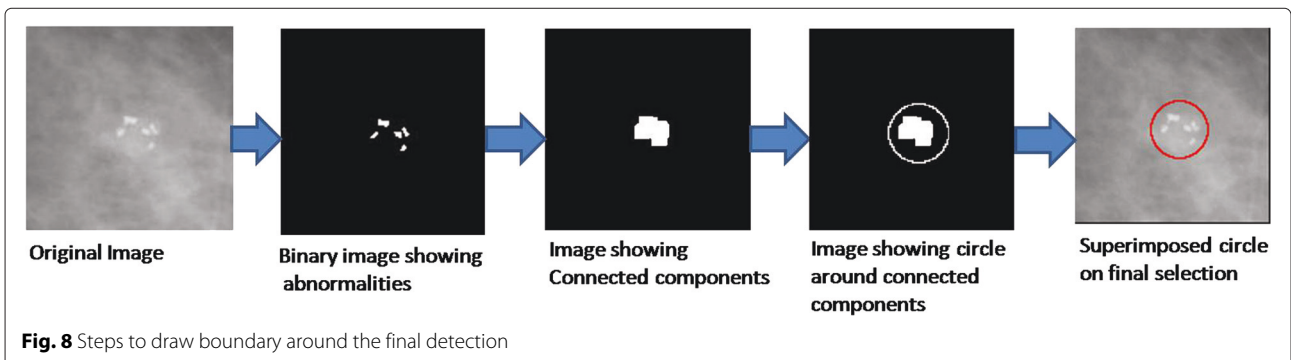 Original Image
Binary image showing
abnormalities
Image showing
Connected components
Image showing circle
around connected
components
Superimposed circle
on final selection
Fig. 8 Steps to draw boundary around the final detection